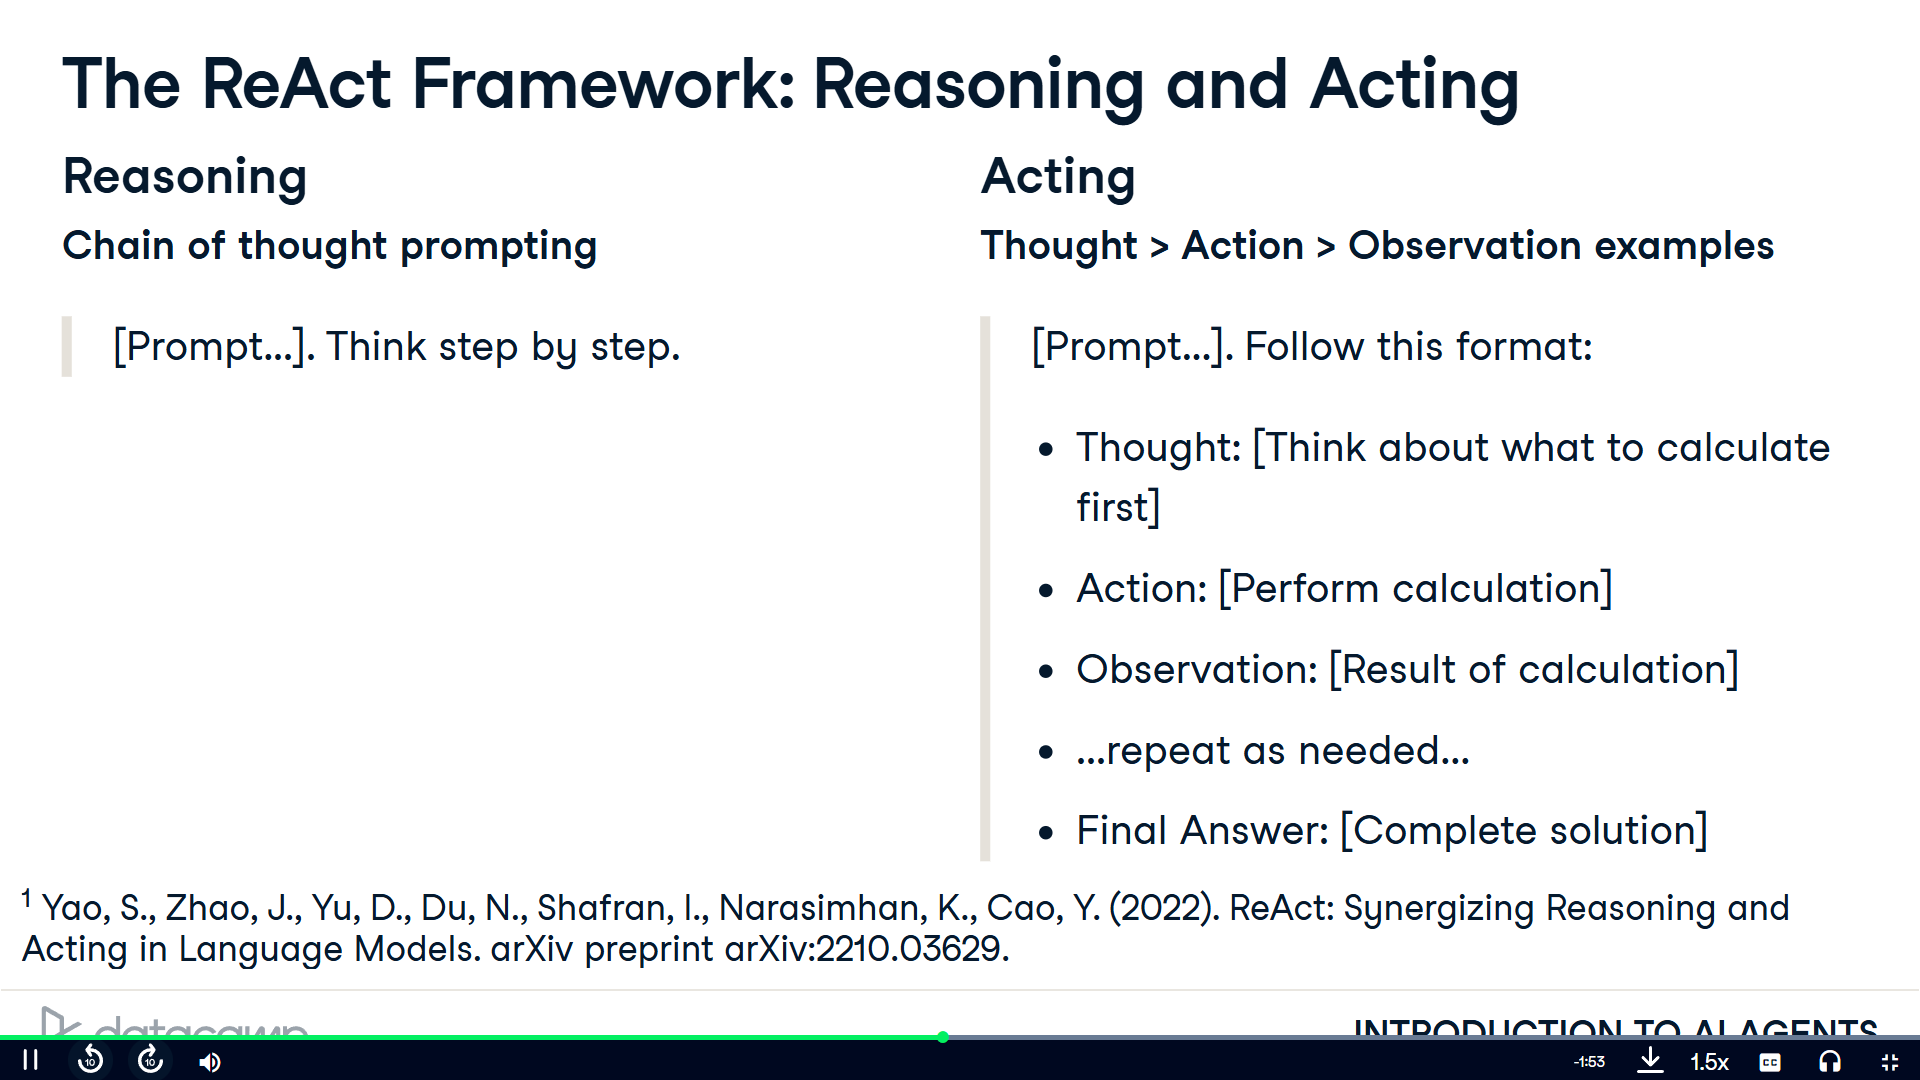 The ReAct Framework: Reasoning and Acting
Reasoning
Chain of thought prompting
[Prompt...]. Think step by step.
Acting
Thought > Action > Observation examples
[Prompt...]. Follow this format:
• Thought: [Think about what to calculate
first]
• Action: [Perform calculation]
• Observation: [Result of calculation]
• ...repeat as needed...
• Final Answer: [Complete solution]
1 Yao, S., Zhao, J., Yu, D., Du, N., Shafran, I., Narasimhan, K., Cao, Y. (2022). ReAct: Synergizing Reasoning and
Acting in Language Models. arXiv preprint arXiv:2210.03629.
datacamp
INTRODUCTION TO AI AGENTS
10
10
-1:53
1.5x
CC